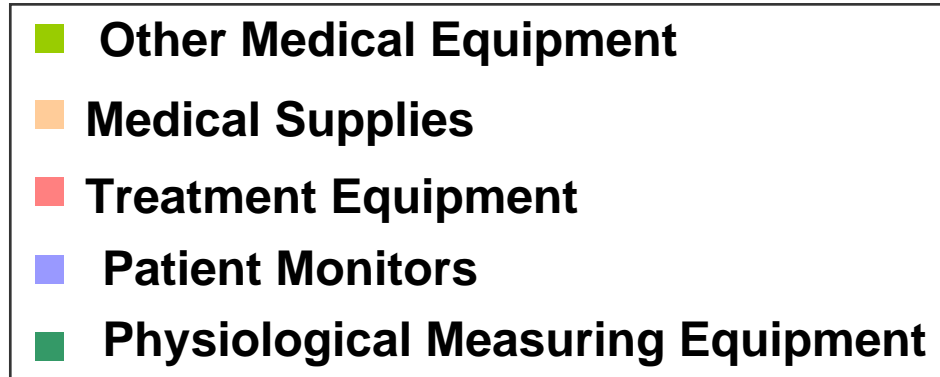 Other Medical Equipment
Medical Supplies
Treatment Equipment
Patient Monitors
Physiological Measuring Equipment